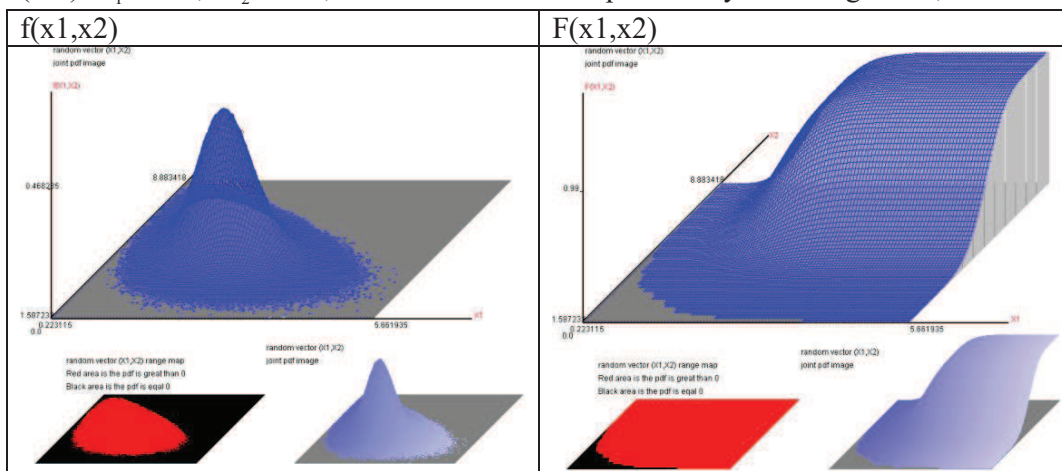 f(x1,x2)
random vector (X1,X2)
joint pdf image
f(X1,X2)
8.883418
0.468235
1.58723
0.0
0.223115
5.661935
x1
random vector (X1,X2) range map
Red area is the pdf is great than 0
Black area is the pdf is eqal 0
random vector (X1,X2)
joint pdf image
F(x1,x2)
random vector (X1,X2)
joint pdf image
F(X1,X2)
x2
8.883418
0.99
1.58723
0.0
0.223115
5.661935
x1
random vector (X1,X2) range map
Red area is the pdf is great than 0
Black area is the pdf is eqal 0
random vector (X1,X2)
joint pdf image